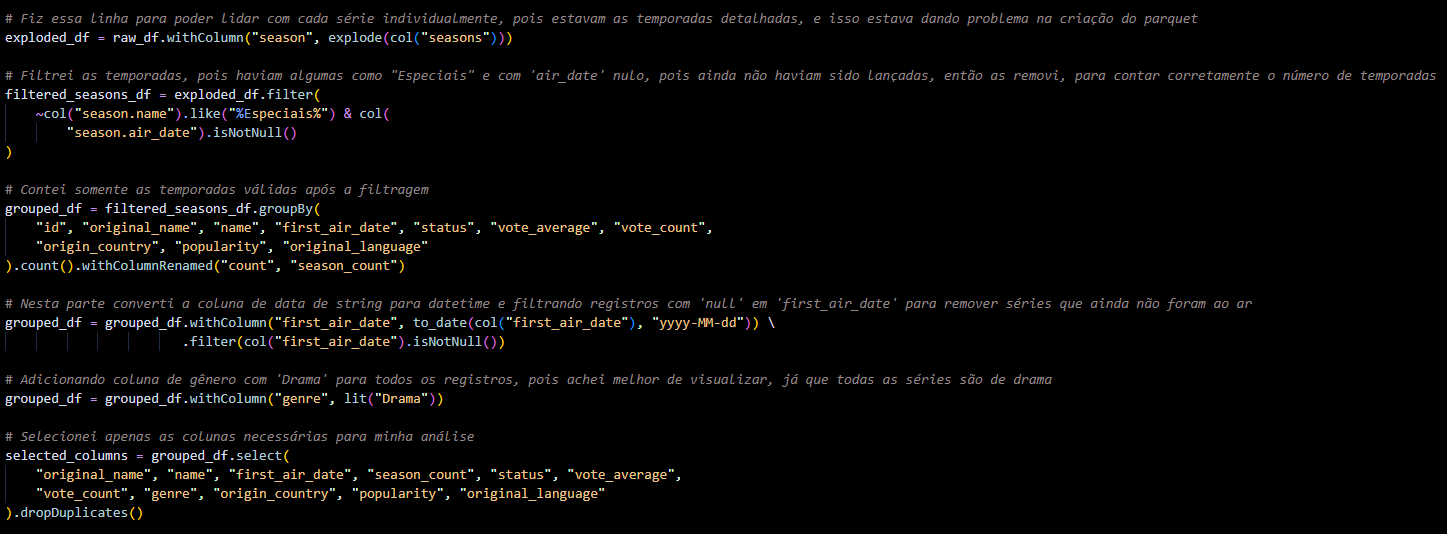 # Fiz essa linha para poder lidar com cada série individualmente, pois estavam as temporadas detalhadas, e isso estava dando problema na criação do parquet
exploded_df = raw_df.withColumn("season", explode(col("seasons")))
# Filtrei as temporadas, pois haviam algumas como "Especiais" e com 'air_date' nulo, pois ainda não haviam sido lançadas, então as removi, para contar corretamente o número de temporadas
filtered_seasons_df = exploded_df.filter(
~col("season.name").like("%Especiais%") & col(
"season.air_date").isNotNull()
)
# Contei somente as temporadas válidas após a filtragem
grouped_df = filtered_seasons_df.groupBy(
"id", "original_name", "name", "first_air_date", "status", "vote_average", "vote_count",
"origin_country", "popularity", "original_language"
).count().withColumnRenamed("count", "season_count")
# Nesta parte converti a coluna de data de string para datetime e filtrando registros com 'null' em 'first_air_date' para remover séries que ainda não foram ao ar
grouped_df = grouped_df.withColumn("first_air_date", to_date(col("first_air_date"), "yyyy-MM-dd")) \
.filter(col("first_air_date").isNotNull())
# Adicionando coluna de gênero com 'Drama' para todos os registros, pois achei melhor de visualizar, já que todas as séries são de drama
grouped_df = grouped_df.withColumn("genre", lit("Drama"))
# Selecionei apenas as colunas necessárias para minha análise
selected_columns = grouped_df.select(
"original_name", "name", "first_air_date", "season_count", "status", "vote_average",
"vote_count", "genre", "origin_country", "popularity", "original_language"
).dropDuplicates()